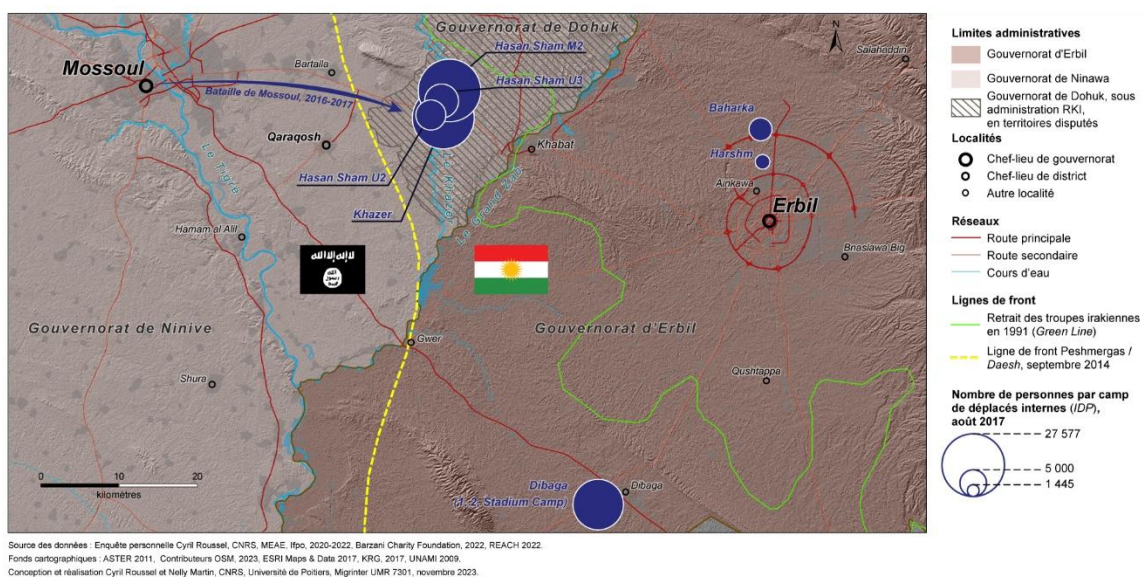 Gouvernorat de Dohuk
Hasan Sham M2
Hasan Sham U3
Mossoul
Bartalla
Bataille de Mossoul, 2016-2017
Qaraqosh
Le Tigre
Hasan Sham U2
Khazer
Le Khazer
Le Grand Zab
Khabat
Hamam al Alil
Salahaddin
Baharka
Harshm
Ainkawa
Erbil
Bnaslawa Big
لا إله إلا الله
الله
رسول
محمد
Gouvernorat de Ninive
Gouvernorat d'Erbil
Gwer
Shura
Qushtappa
Dibaga
(1, 2, Stadium Camp)
Dibaga
0 10 20
kilomètres
N
Limites administratives
Gouvernorat d'Erbil
Gouvernorat de Ninawa
Gouvernorat de Dohuk, sous
administration RKI,
en territoires disputés
Localités
Chef-lieu de gouvernorat
Chef-lieu de district
Autre localité
Réseaux
Route principale
Route secondaire
Cours d'eau
Lignes de front
Retrait des troupes irakiennes
en 1991 (Green Line)
Ligne de front Peshmergas /
Daesh, septembre 2014
Nombre de personnes par camp
de déplacés internes (IDP),
août 2017
27 577
5 000
1 445
Source des données : Enquête personnelle Cyril Roussel, CNRS, MEAE, Ifpo, 2020-2022, Barzani Charity Foundation, 2022, REACH 2022.
Fonds cartographiques : ASTER 2011, Contributeurs OSM, 2023, ESRI Maps & Data 2017, KRG, 2017, UNAMI 2009.
Conception et réalisation Cyril Roussel et Nelly Martin, CNRS, Université de Poitiers, Migrinter UMR 7301, novembre 2023.